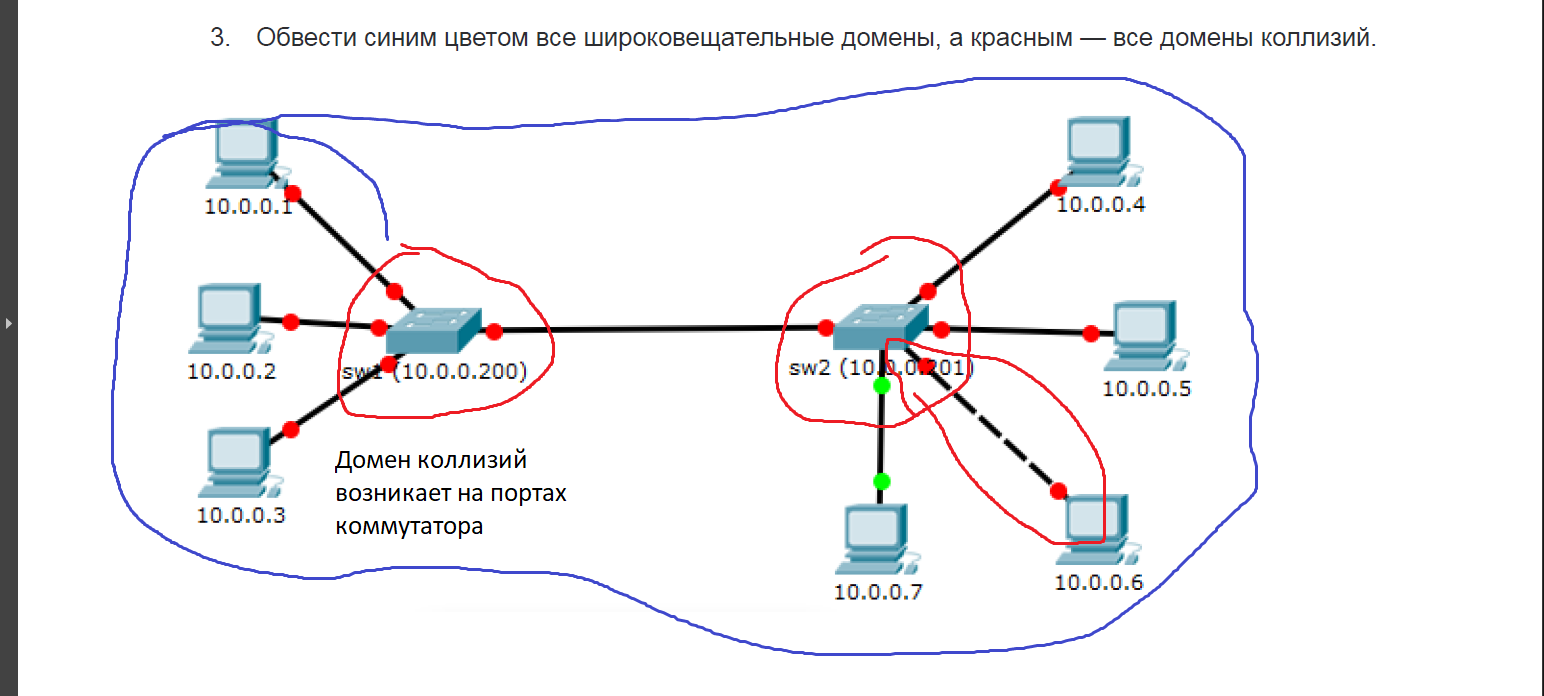 3. Обвести синим цветом все широковещательные домены, а красным — все домены коллизий.
10.0.0.1
10.0.0.4
10.0.0.2
sw1 (10.0.0.200)
sw2 (10.0.0.201)
10.0.0.5
Домен коллизий
возникает на портах
коммутатора
10.0.0.3
10.0.0.7
10.0.0.6